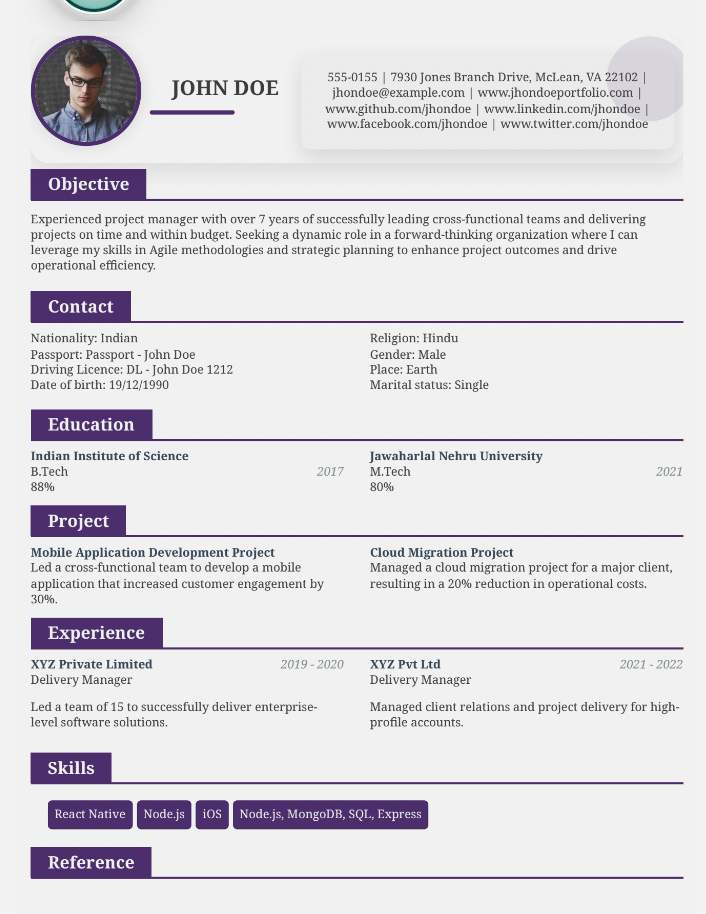 JOHN DOE
555-0155 | 7930 Jones Branch Drive, McLean, VA 22102 |
jhondoe@example.com | www.jhondoeportfolio.com |
www.github.com/jhondoe | www.linkedin.com/jhondoe |
www.facebook.com/jhondoe | www.twitter.com/jhondoe
Objective
Experienced project manager with over 7 years of successfully leading cross-functional teams and delivering
projects on time and within budget. Seeking a dynamic role in a forward-thinking organization where I can
leverage my skills in Agile methodologies and strategic planning to enhance project outcomes and drive
operational efficiency.
Contact
Nationality: Indian
Passport: Passport - John Doe
Driving Licence: DL - John Doe 1212
Date of birth: 19/12/1990
Religion: Hindu
Gender: Male
Place: Earth
Marital status: Single
Education
Indian Institute of Science
B.Tech 2017
88%
Jawaharlal Nehru University
M.Tech 2021
80%
Project
Mobile Application Development Project
Led a cross-functional team to develop a mobile
application that increased customer engagement by
30%.
Cloud Migration Project
Managed a cloud migration project for a major client,
resulting in a 20% reduction in operational costs.
Experience
XYZ Private Limited 2019 - 2020
Delivery Manager
Led a team of 15 to successfully deliver enterprise-
level software solutions.
XYZ Pvt Ltd 2021 - 2022
Delivery Manager
Managed client relations and project delivery for high-
profile accounts.
Skills
React Native Node.js iOS Node.js, MongoDB, SQL, Express
Reference